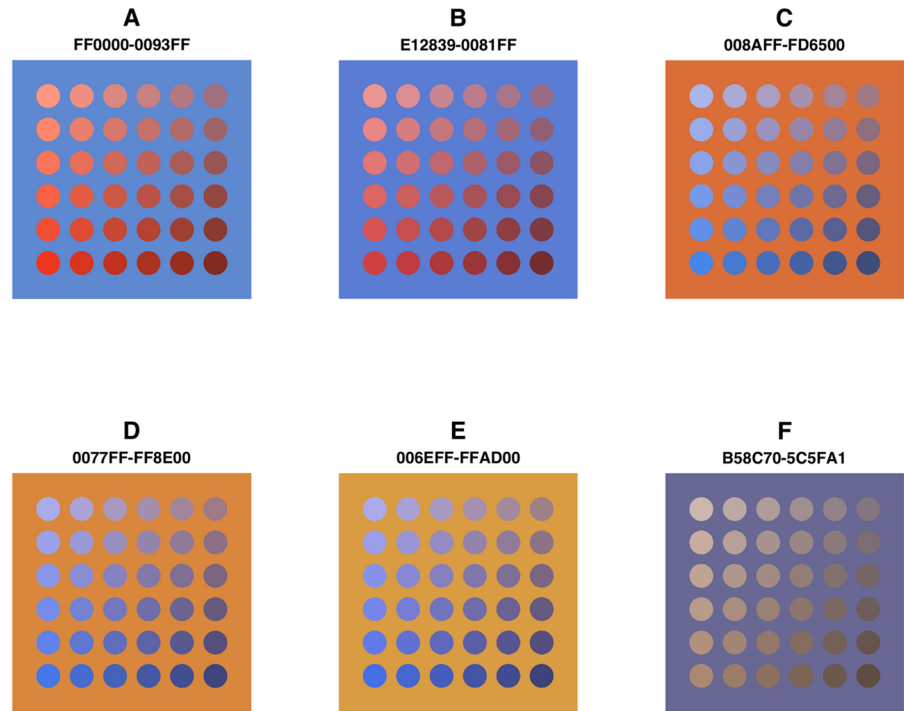 A
FF0000-0093FF
B
E12839-0081FF
C
008AFF-FD6500
D
0077FF-FF8E00
E
006EFF-FFAD00
F
B58C70-5C5FA1